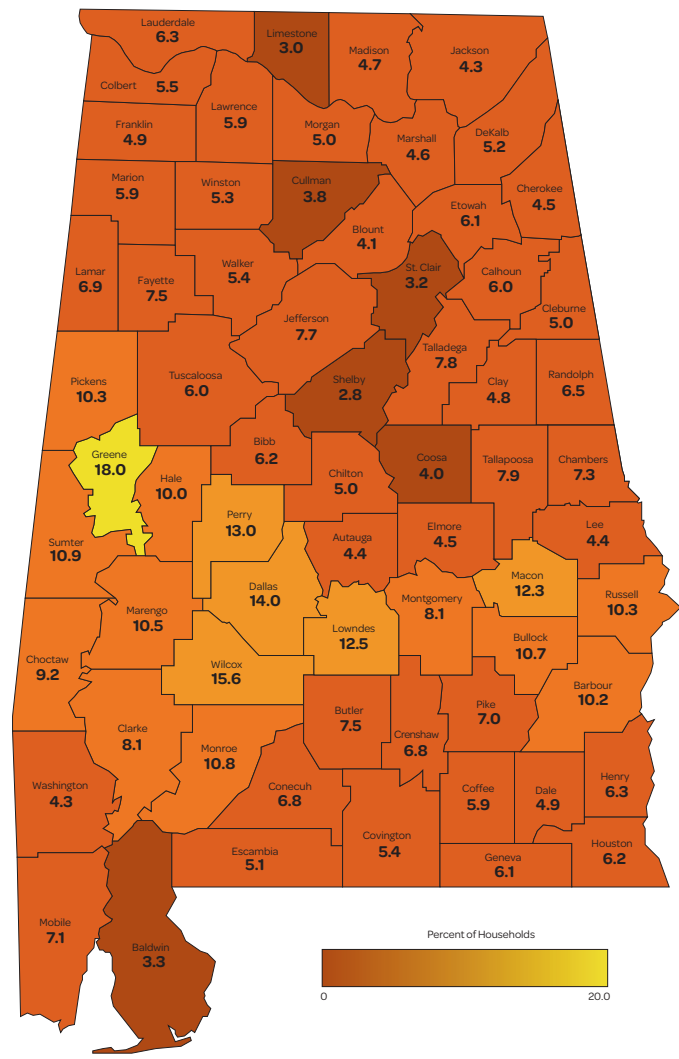 Lauderdale
6.3
Limestone
3.0
Madison
4.7
Jackson
4.3
Colbert 5.5
Lawrence
5.9
Franklin
4.9
Morgan
5.0
Marshall
4.6
DeKalb
5.2
Marion
5.9
Winston
5.3
Cullman
3.8
Cherokee
4.5
Etowah
6.1
Blount
4.1
Lamar
6.9
Fayette
7.5
Walker
5.4
St. Clair
3.2
Calhoun
6.0
Cleburne
5.0
Jefferson
7.7
Talladega
7.8
Pickens
10.3
Tuscaloosa
6.0
Shelby
2.8
Clay
4.8
Randolph
6.5
Greene
18.0
Hale
10.0
Bibb
6.2
Chilton
5.0
Coosa
4.0
Tallapoosa
7.9
Chambers
7.3
Sumter
10.9
Perry
13.0
Autauga
4.4
Elmore
4.5
Lee
4.4
Dallas
14.0
Montgomery
8.1
Macon
12.3
Russell
10.3
Marengo
10.5
Lowndes
12.5
Bullock
10.7
Choctaw
9.2
Wilcox
15.6
Barbour
10.2
Clarke
8.1
Butler
7.5
Crenshaw
6.8
Pike
7.0
Monroe
10.8
Washington
4.3
Conecuh
6.8
Coffee
5.9
Dale
4.9
Henry
6.3
Covington
5.4
Escambia
5.1
Geneva
6.1
Houston
6.2
Mobile
7.1
Baldwin
3.3
Percent of Households
0 20.0